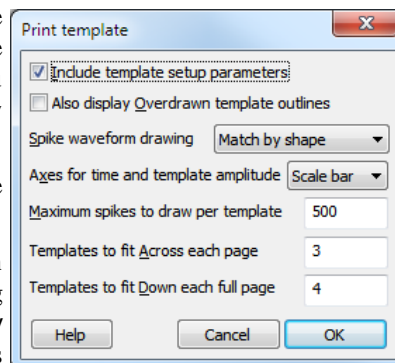 Print template
Include template setup parameters
Also display Overdrawn template outlines
Spike waveform drawing Match by shape
Axes for time and template amplitude Scale bar
Maximum spikes to draw per template 500
Templates to fit Across each page 3
Templates to fit Down each full page 4
Help Cancel OK